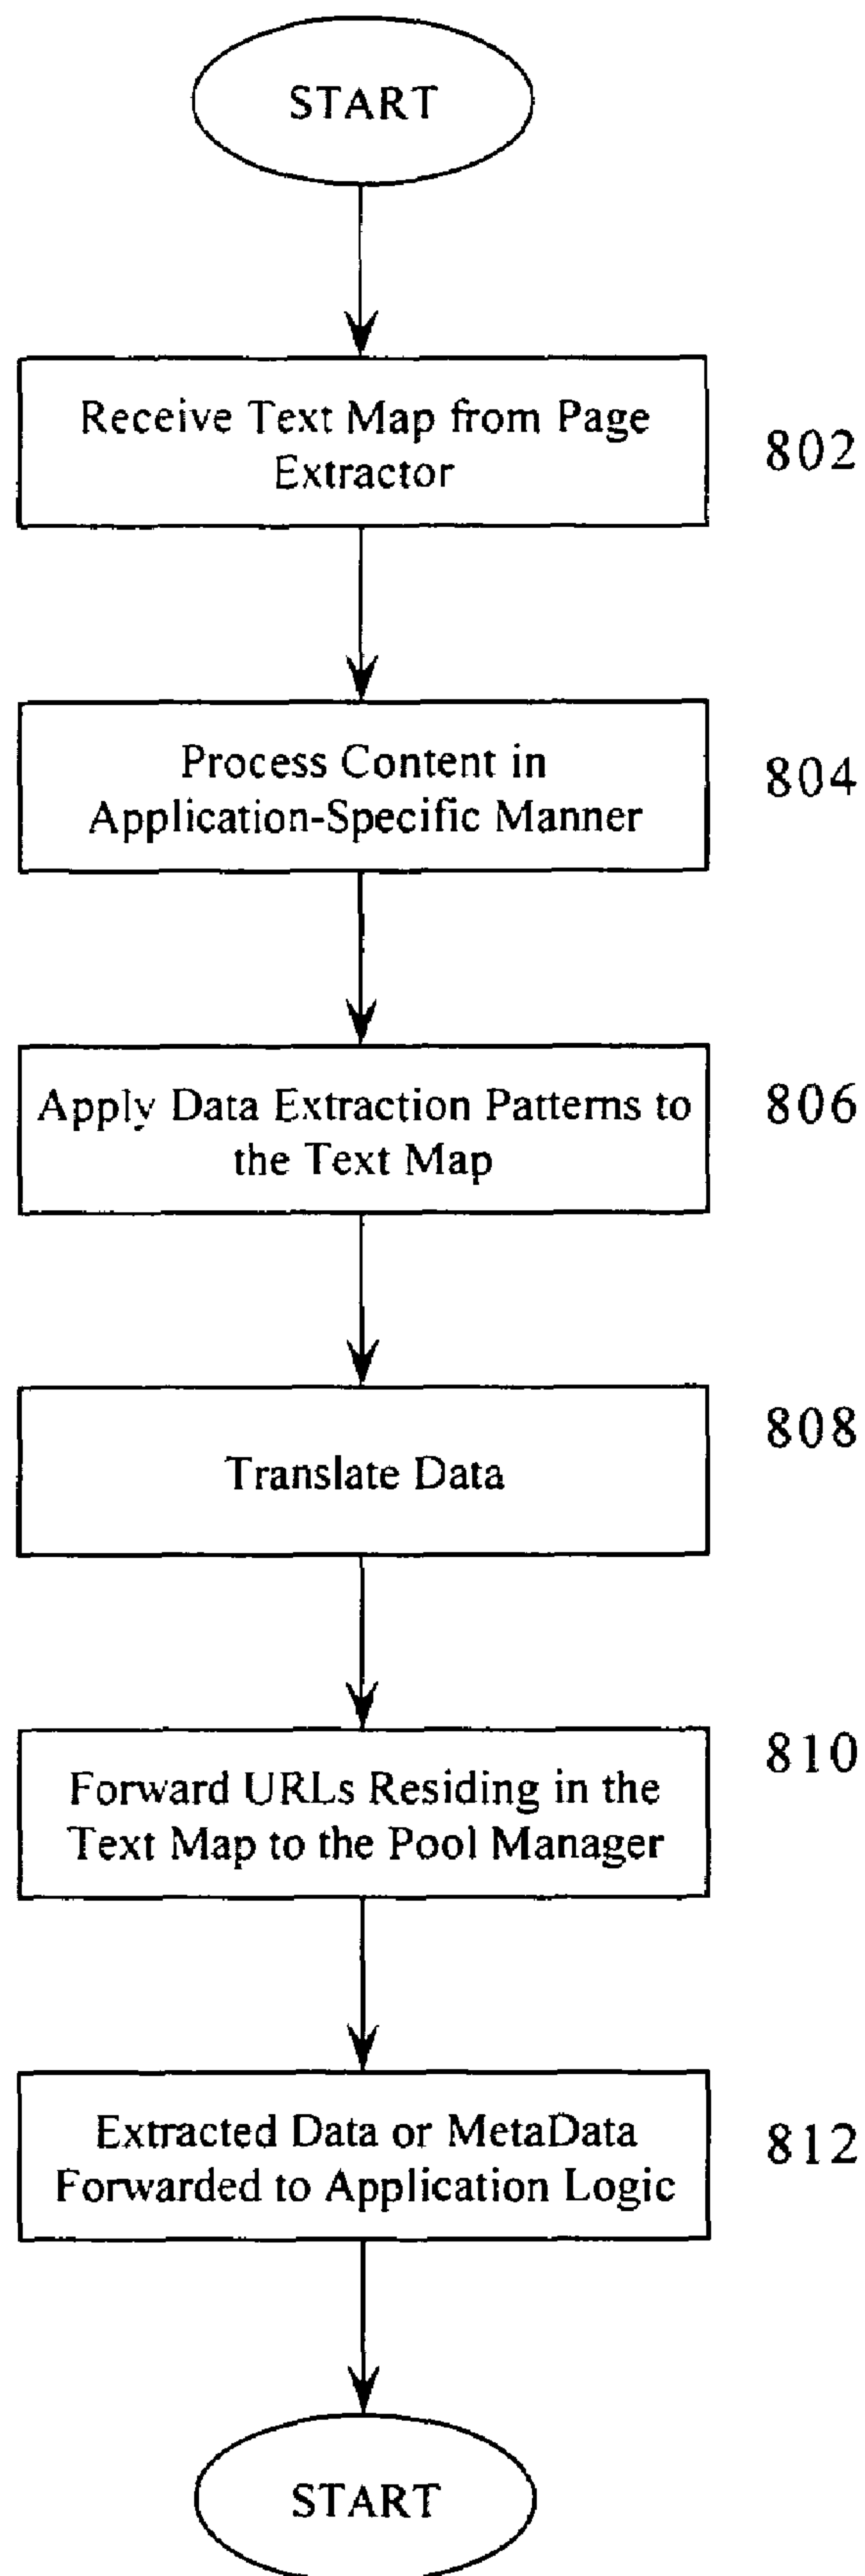 START
Receive Text Map from Page
Extractor
802
Process Content in
Application-Specific Manner
804
Apply Data Extraction Patterns to
the Text Map
806
Translate Data
808
Forward URLs Residing in the
Text Map to the Pool Manager
810
Extracted Data or MetaData
Forwarded to Application Logic
812
START